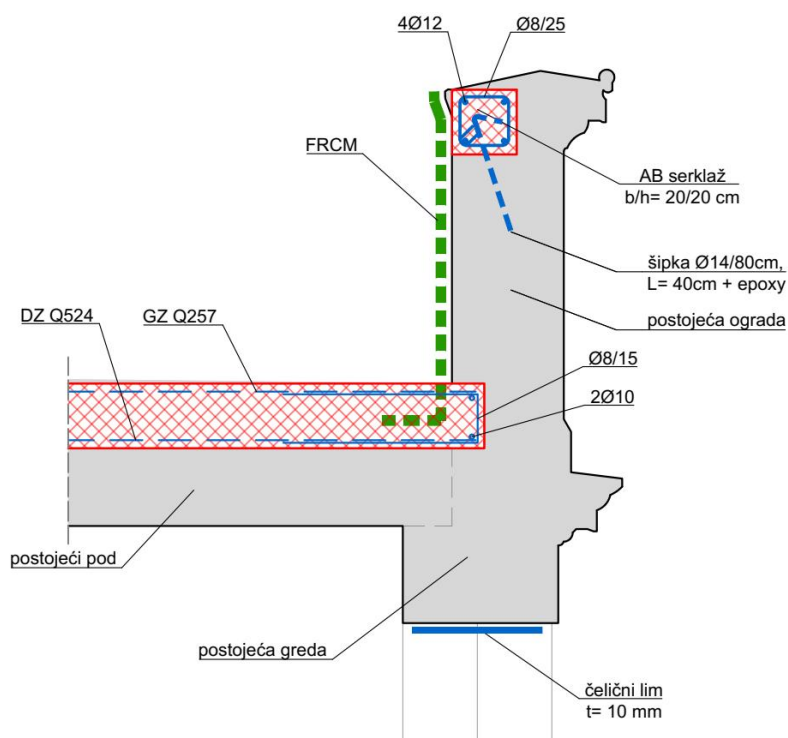 4Ø12
Ø8/25
FRCM
AB serklaž
b/h= 20/20 cm
šipka Ø14/80cm,
L= 40cm + epoxy
DZ Q524
GZ Q257
postojeća ograda
Ø8/15
2Ø10
postojeći pod
postojeća greda
čelični lim
t= 10 mm